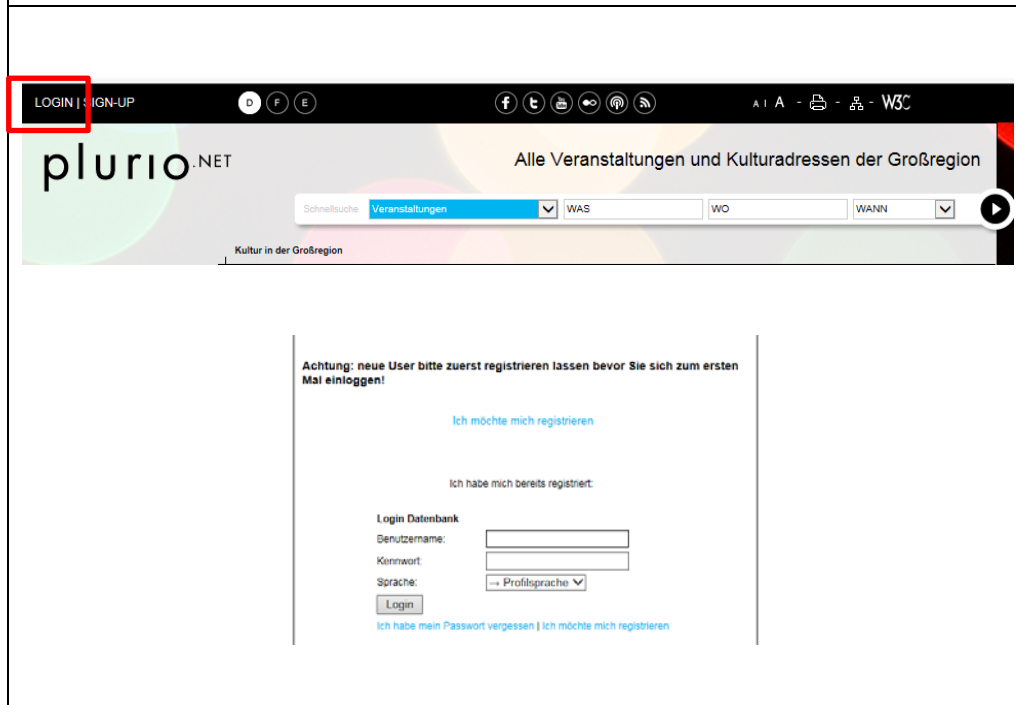 LOGIN | SIGN-UP D F E A | A - - - W3C
plurio.NET Alle Veranstaltungen und Kulturadressen der Großregion
Schnellsuche Veranstaltungen WAS WO WANN
Kultur in der Großregion
Achtung: neue User bitte zuerst registrieren lassen bevor Sie sich zum ersten
Mal einloggen!
Ich möchte mich registrieren
Ich habe mich bereits registriert:
Login Datenbank
Benutzername:
Kennwort:
Sprache: → Profilsprache
Login
Ich habe mein Passwort vergessen | Ich möchte mich registrieren